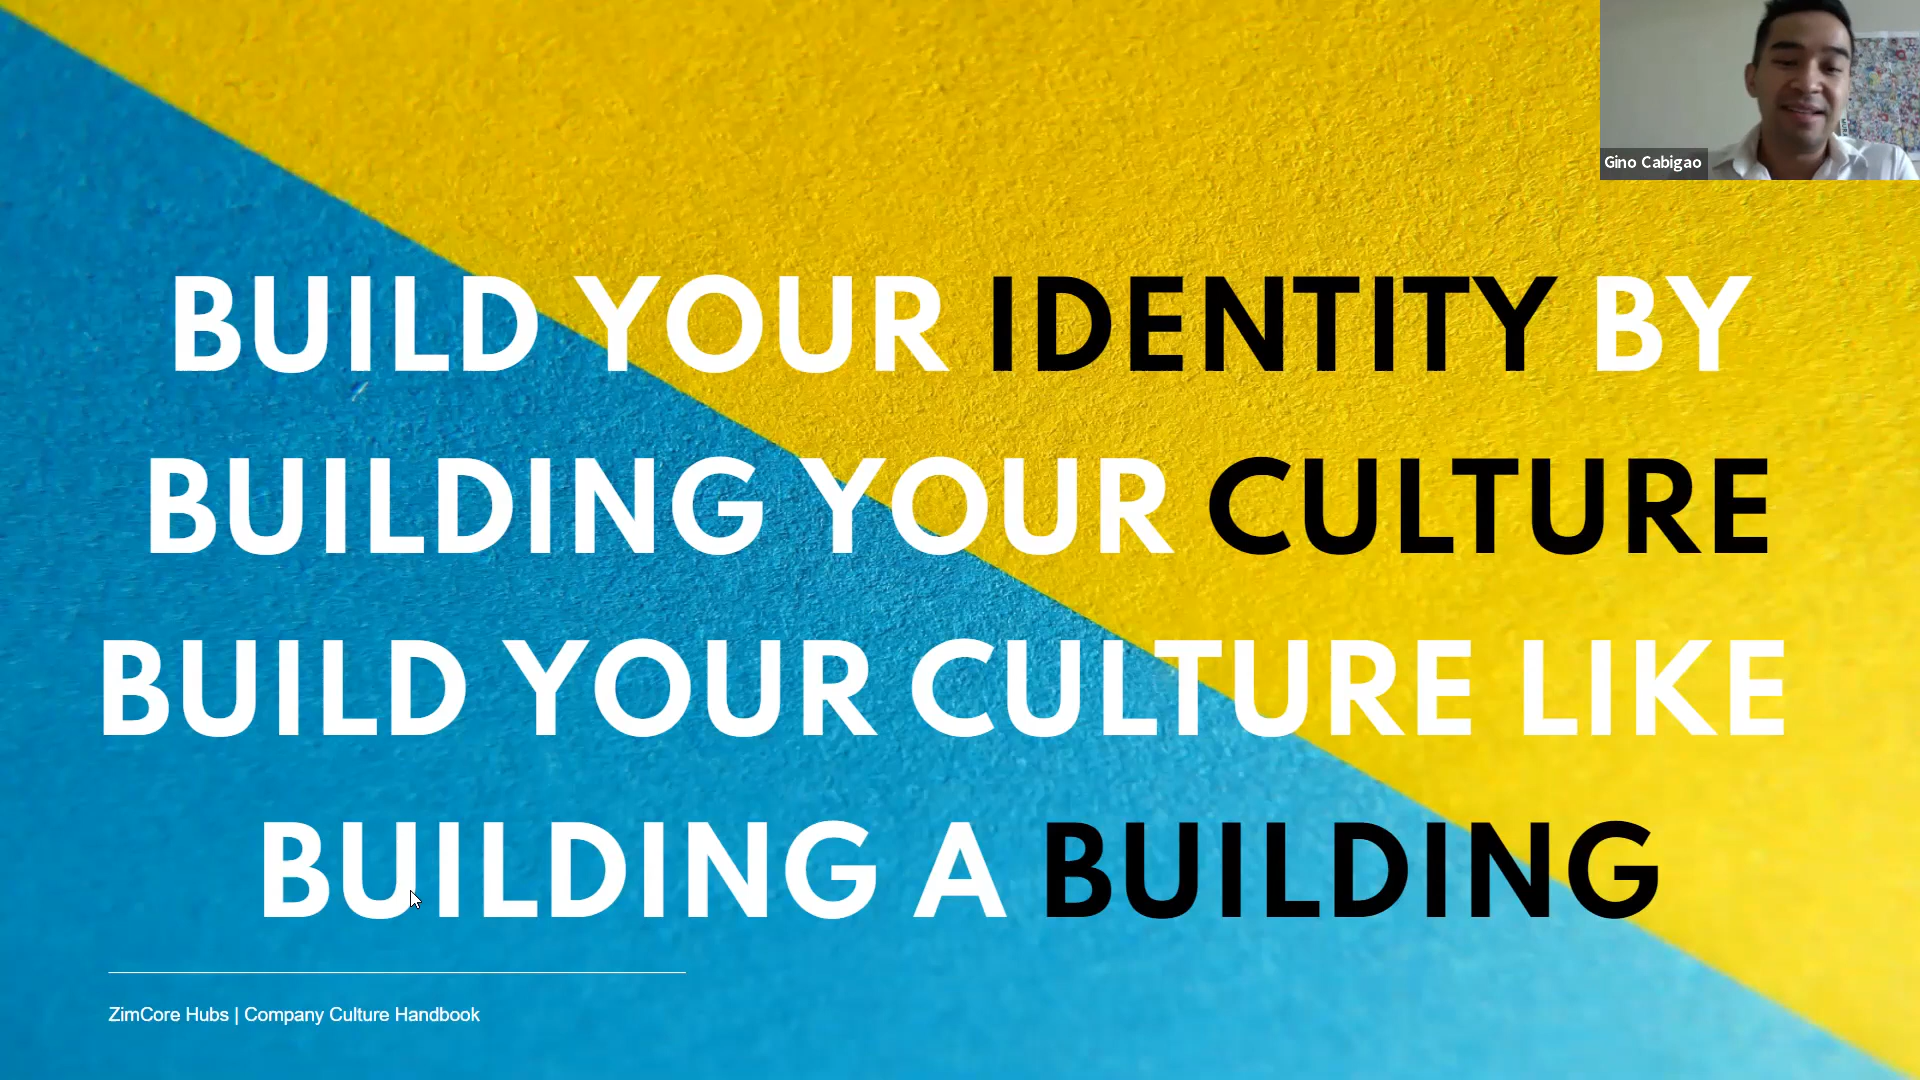 Gino Cabigao
BUILD YOUR IDENTITY BY
BUILDING YOUR CULTURE
BUILD YOUR CULTURE LIKE
BUILDING A BUILDING
ZimCore Hubs | Company Culture Handbook